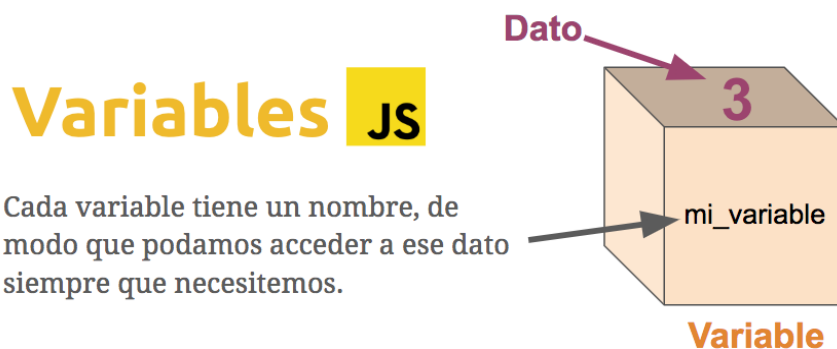 Variables JS
Cada variable tiene un nombre, de
modo que podamos acceder a ese dato
siempre que necesitemos.
Dato
3
mi_variable
Variable